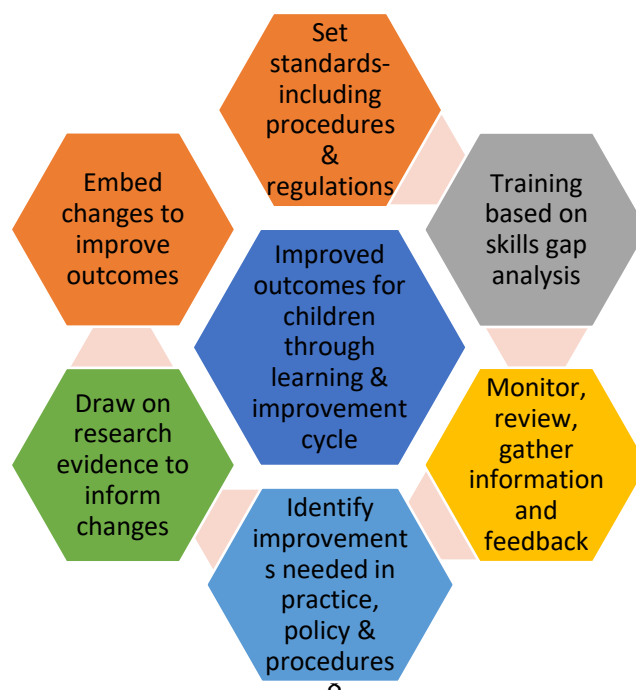 Set
standards-
including
procedures
&
regulations
Training
based on
skills gap
analysis
Monitor,
review,
gather
information
and
feedback
Identify
improvement
s needed in
practice,
policy &
procedures
Draw on
research
evidence to
inform
changes
Embed
changes to
improve
outcomes
Improved
outcomes for
children
through
learning &
improvement
cycle